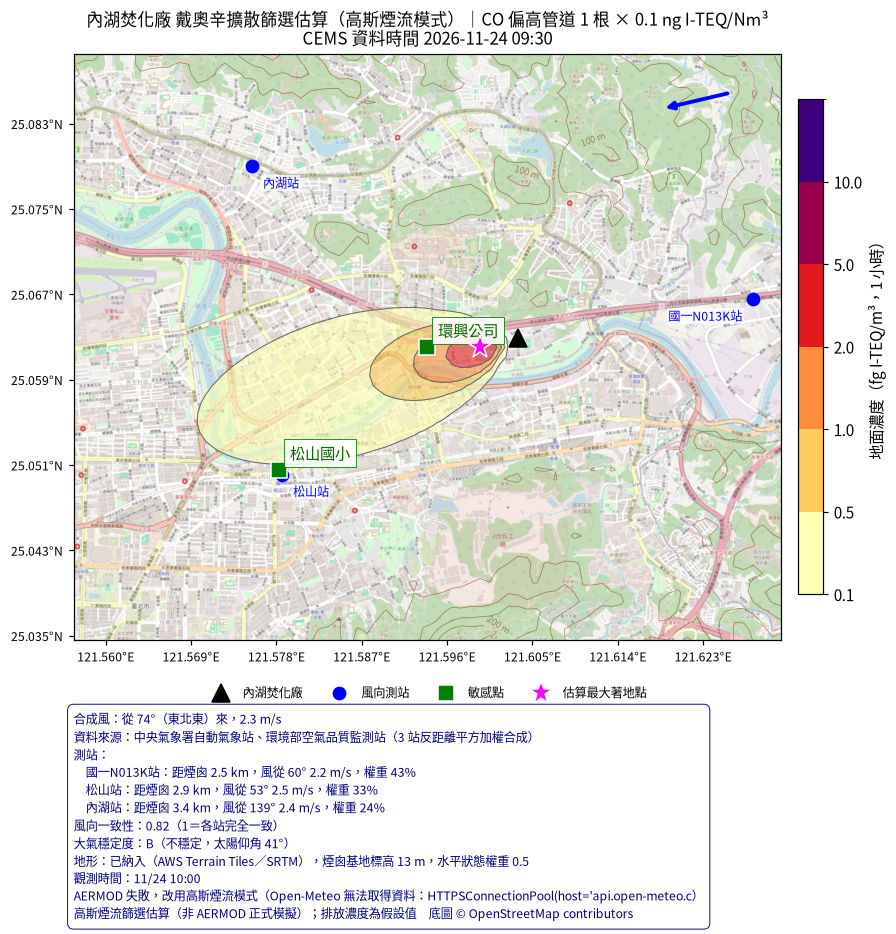 內湖焚化廠 戴奧辛擴散篩選估算（高斯煙流模式）｜CO 偏高管道 1 根 × 0.1 ng I-TEQ/Nm³
CEMS 資料時間 2026-11-24 09:30
25.083°N
25.075°N
25.067°N
25.059°N
25.051°N
25.043°N
25.035°N
100 m
100 m
200 m
內湖站
國一N013K站
環興公司
松山國小
松山站
臺北市
10.0
5.0
2.0
1.0
0.5
0.1
地面濃度（fg I-TEQ/m³，1 小時）
121.560°E
121.569°E
121.578°E
121.587°E
121.596°E
121.605°E
121.614°E
121.623°E
內湖焚化廠
風向測站
敏感點
估算最大著地點
合成風：從 74°（東北東）來，2.3 m/s
資料來源：中央氣象署自動氣象站、環境部空氣品質監測站（3 站反距離平方加權合成）
測站：
國一N013K站：距煙囪 2.5 km，風從 60° 2.2 m/s，權重 43%
松山站：距煙囪 2.9 km，風從 53° 2.5 m/s，權重 33%
內湖站：距煙囪 3.4 km，風從 139° 2.4 m/s，權重 24%
風向一致性：0.82（1＝各站完全一致）
大氣穩定度：B（不穩定，太陽仰角 41°）
地形：已納入（AWS Terrain Tiles／SRTM），煙囪基地標高 13 m，水平狀態權重 0.5
觀測時間：11/24 10:00
AERMOD 失敗，改用高斯煙流模式（Open-Meteo 無法取得資料：HTTPSConnectionPool(host='api.open-meteo.c）
高斯煙流篩選估算（非 AERMOD 正式模擬）；排放濃度為假設值　底圖 © OpenStreetMap contributors